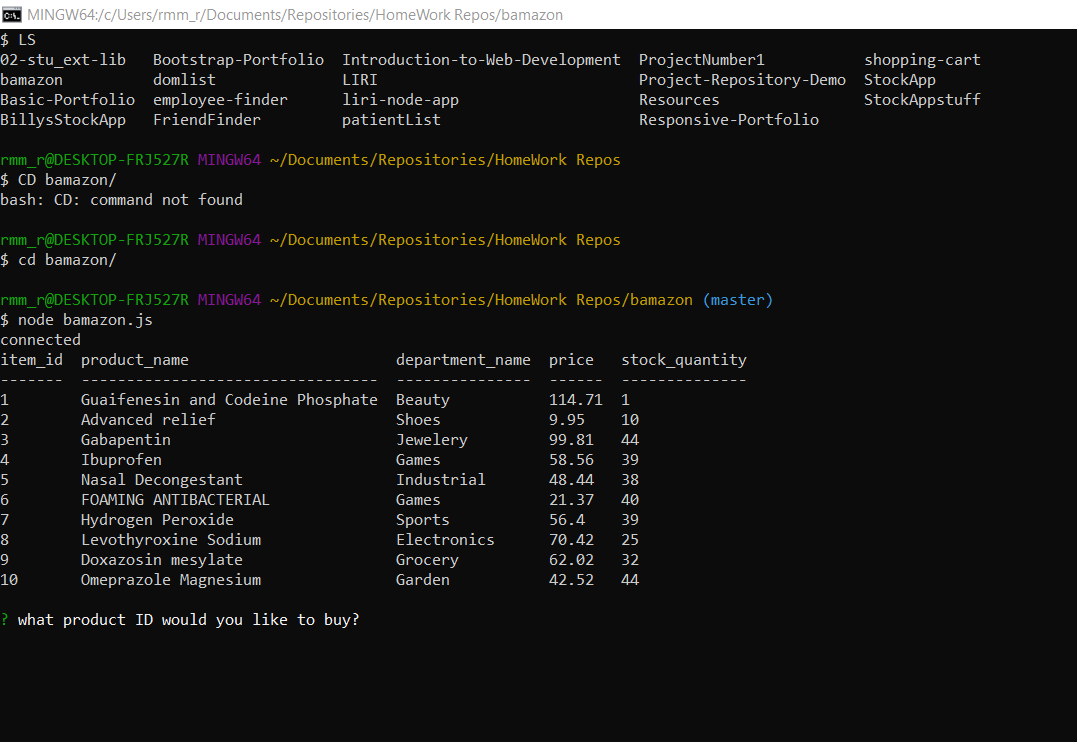 MINGW64:/c/Users/rmm_r/Documents/Repositories/HomeWork Repos/bamazon
$ LS
02-stu_ext-lib   Bootstrap-Portfolio  Introduction-to-Web-Development  ProjectNumber1           shopping-cart
bamazon          domlist              LIRI                             Project-Repository-Demo  StockApp
Basic-Portfolio  employee-finder      liri-node-app                    Resources                StockAppstuff
BillysStockApp   FriendFinder         patientList                      Responsive-Portfolio
rmm_r@DESKTOP-FRJ527R MINGW64 ~/Documents/Repositories/HomeWork Repos
$ CD bamazon/
bash: CD: command not found
rmm_r@DESKTOP-FRJ527R MINGW64 ~/Documents/Repositories/HomeWork Repos
$ cd bamazon/
rmm_r@DESKTOP-FRJ527R MINGW64 ~/Documents/Repositories/HomeWork Repos/bamazon (master)
$ node bamazon.js
connected
item_id  product_name                       department_name  price   stock_quantity
-------  ---------------------------------  ---------------  ------  --------------
1        Guaifenesin and Codeine Phosphate  Beauty           114.71  1
2        Advanced relief                    Shoes            9.95    10
3        Gabapentin                         Jewelery         99.81   44
4        Ibuprofen                          Games            58.56   39
5        Nasal Decongestant                 Industrial       48.44   38
6        FOAMING ANTIBACTERIAL              Games            21.37   40
7        Hydrogen Peroxide                  Sports           56.4    39
8        Levothyroxine Sodium               Electronics      70.42   25
9        Doxazosin mesylate                 Grocery          62.02   32
10       Omeprazole Magnesium               Garden           42.52   44
? what product ID would you like to buy?